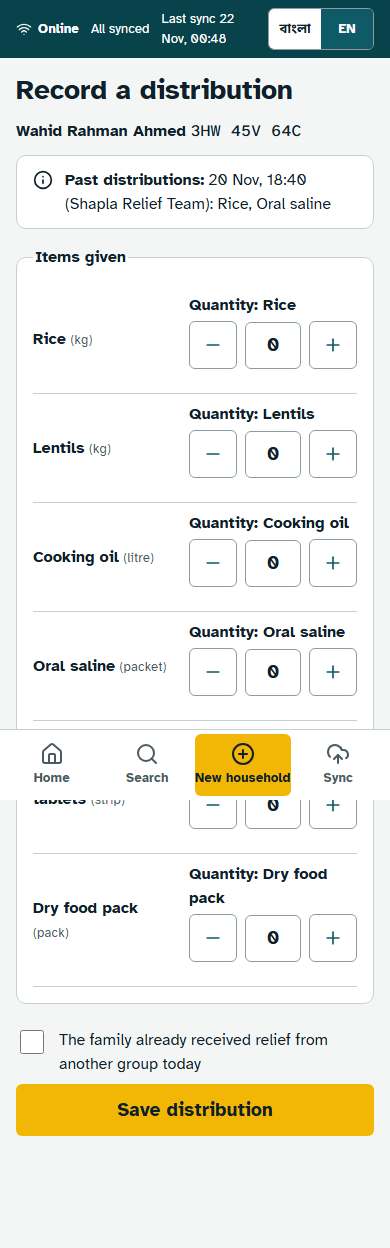 Online All synced Last sync 22
Nov, 00:48
বাংলা EN
Record a distribution
Wahid Rahman Ahmed 3HW 45V 64C
Past distributions: 20 Nov, 18:40
(Shapla Relief Team): Rice, Oral saline
Items given
Quantity: Rice
Rice (kg)
0
Quantity: Lentils
Lentils (kg)
0
Quantity: Cooking oil
Cooking oil (litre)
0
Quantity: Oral saline
Oral saline (packet)
0
Home Search New household Sync
tablets (strip)
0
Quantity: Dry food
pack
Dry food pack
(pack)
0
The family already received relief from
another group today
Save distribution